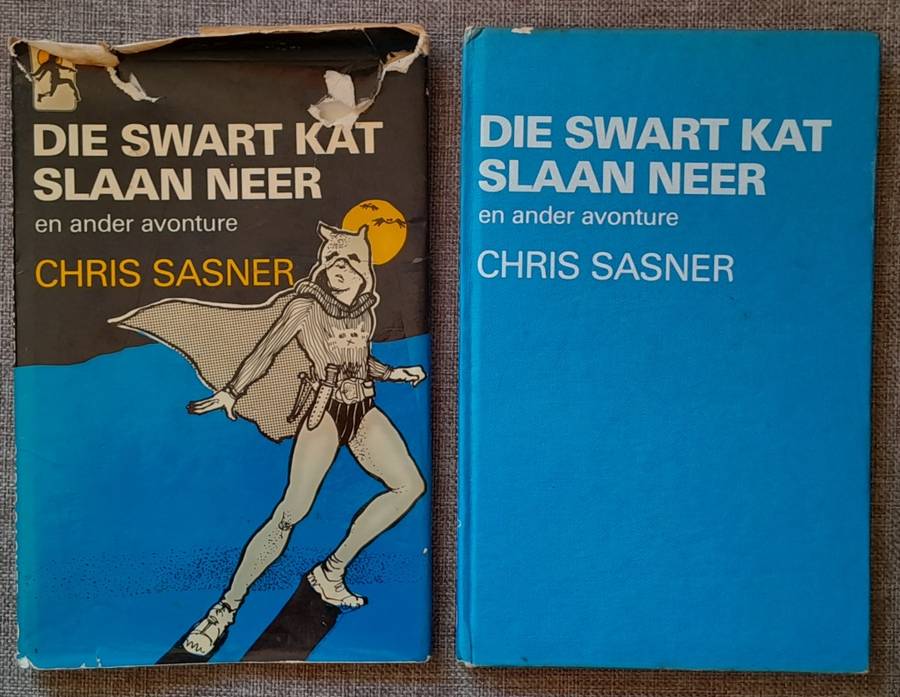 DIE SWART KAT
SLAAN NEER
en ander avonture
CHRIS SASNER
DIE SWART KAT
SLAAN NEER
en ander avonture
CHRIS SASNER